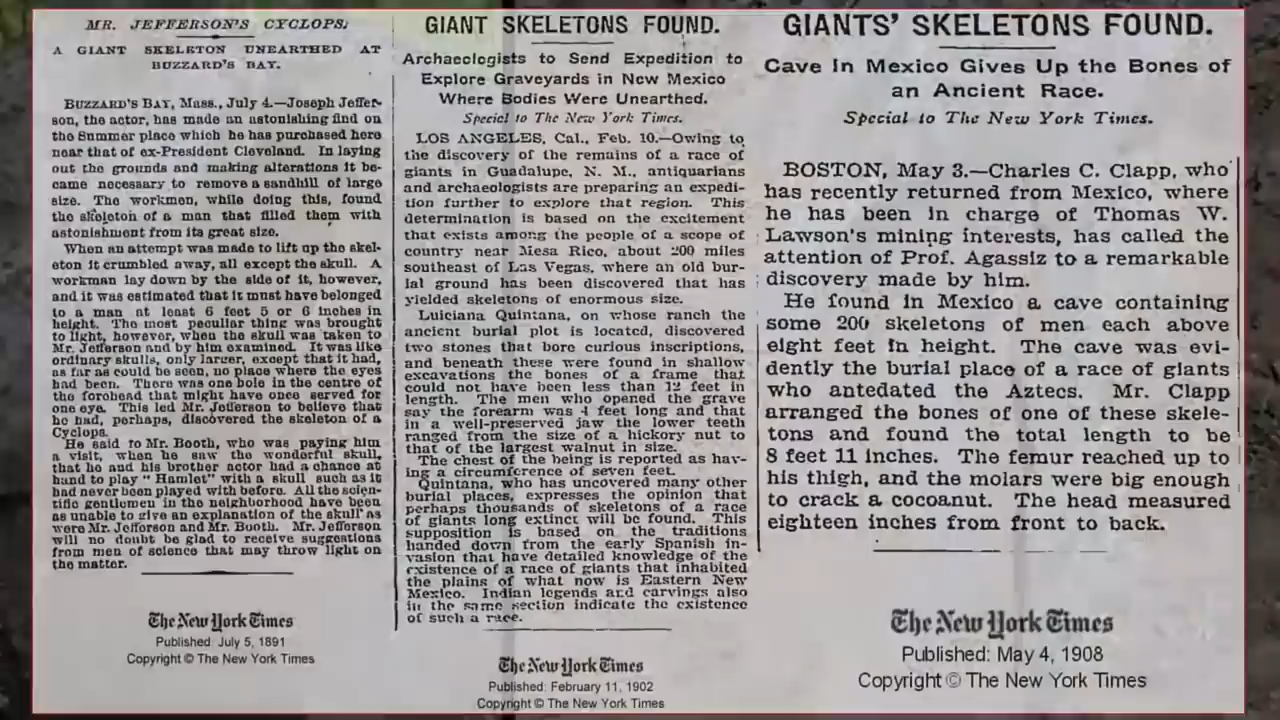 MR. JEFFERSON'S CYCLOPS.
A GIANT SKELETON UNEARTHED AT
BUZZARD'S BAY.
BUZZARD'S BAY, Mass., July 4.—Joseph Jeffer-
son, the actor, has made an astonishing find on
the Summer place which he has purchased here
near that of ex-President Cleveland. In laying
out the grounds and making alterations it be-
came necessary to remove a sandhill of large
size. The workmen, while doing this, found
the skeleton of a man that filled them with
astonishment from its great size.
When an attempt was made to lift up the skel-
eton it crumbled away, all except the skull. A
workman lay down by the side of it, however,
and it was estimated that it must have belonged
to a man at least 6 feet 5 or 6 inches in
height. The most peculiar thing was brought
to light, however, when the skull was taken to
Mr. Jefferson and by him examined. It was like
ordinary skulls, only larger, except that it had,
as far as could be seen, no place where the eyes
had been. There was one hole in the centre of
the forehead that might have once served for
one eye. This led Mr. Jefferson to believe that
he had, perhaps, discovered the skeleton of a
Cyclops.
He said to Mr. Booth, who was paying him
a visit, when he saw the wonderful skull,
that he and his brother actor had a chance at
hand to play "Hamlet" with a skull such as it
had never been played with before. All the scien-
tific gentlemen in the neighborhood have been
as unable to give an explanation of the skull as
were Mr. Jefferson and Mr. Booth. Mr. Jefferson
will no doubt be glad to receive suggestions
from men of science that may throw light on
the matter.
The New York Times
Published: July 5, 1891
Copyright © The New York Times
GIANT SKELETONS FOUND.
Archaeologists to Send Expedition to
Explore Graveyards in New Mexico
Where Bodies Were Unearthed.
Special to The New York Times.
LOS ANGELES, Cal., Feb. 10.—Owing to
the discovery of the remains of a race of
giants in Guadalupe, N. M., antiquarians
and archaeologists are preparing an expedi-
tion further to explore that region. This
determination is based on the excitement
that exists among the people of a scope of
country near Mesa Rico, about 200 miles
southeast of Las Vegas, where an old bur-
ial ground has been discovered that has
yielded skeletons of enormous size.
Luiciana Quintana, on whose ranch the
ancient burial plot is located, discovered
two stones that bore curious inscriptions,
and beneath these were found in shallow
excavations the bones of a frame that
could not have been less than 12 feet in
length. The men who opened the grave
say the forearm was 4 feet long and that
in a well-preserved jaw the lower teeth
ranged from the size of a hickory nut to
that of the largest walnut in size.
The chest of the being is reported as hav-
ing a circumference of seven feet.
Quintana, who has uncovered many other
burial places, expresses the opinion that
perhaps thousands of skeletons of a race
of giants long extinct will be found. This
supposition is based on the traditions
handed down from the early Spanish in-
vasion that have detailed knowledge of the
existence of a race of giants that inhabited
the plains of what now is Eastern New
Mexico. Indian legends and carvings also
in the same section indicate the existence
of such a race.
The New York Times
Published: February 11, 1902
Copyright © The New York Times
GIANTS' SKELETONS FOUND.
Cave in Mexico Gives Up the Bones of
an Ancient Race.
Special to The New York Times.
BOSTON, May 3.—Charles C. Clapp, who
has recently returned from Mexico, where
he has been in charge of Thomas W.
Lawson's mining interests, has called the
attention of Prof. Agassiz to a remarkable
discovery made by him.
He found in Mexico a cave containing
some 200 skeletons of men each above
eight feet in height. The cave was evi-
dently the burial place of a race of giants
who antedated the Aztecs. Mr. Clapp
arranged the bones of one of these skele-
tons and found the total length to be
8 feet 11 inches. The femur reached up to
his thigh, and the molars were big enough
to crack a cocoanut. The head measured
eighteen inches from front to back.
The New York Times
Published: May 4, 1908
Copyright © The New York Times